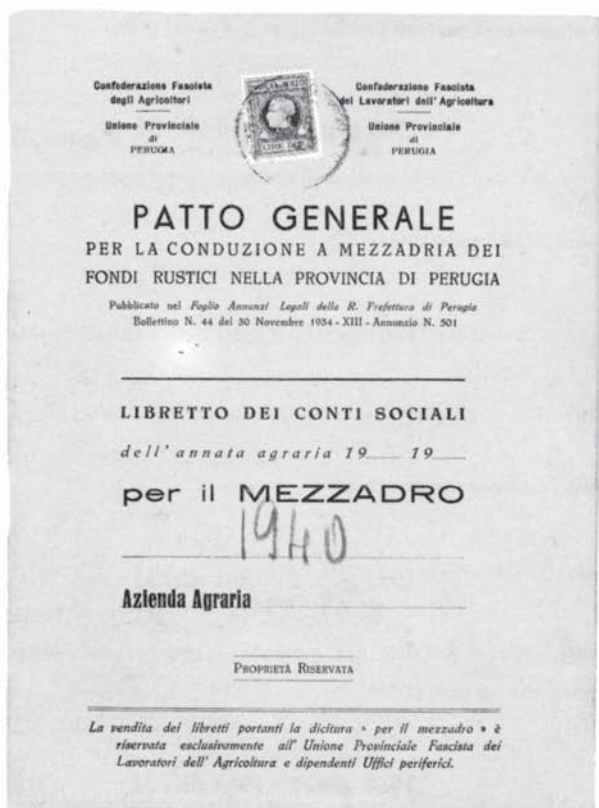 Confederazione Fascista
degli Agricoltori
Unione Provinciale
di
PERUGIA
Confederazione Fascista
dei Lavoratori dell'Agricoltura
Unione Provinciale
di
PERUGIA
LIRE DUE
PATTO GENERALE
PER LA CONDUZIONE A MEZZADRIA DEI
FONDI RUSTICI NELLA PROVINCIA DI PERUGIA
Pubblicato nel Foglio Annunzi Legali della R. Prefettura di Perugia
Bollettino N. 44 del 30 Novembre 1934 - XIII - Annunzio N. 501
LIBRETTO DEI CONTI SOCIALI
dell'annata agraria 19 19
per il MEZZADRO
1940
Azienda Agraria
PROPRIETÀ RISERVATA
La vendita dei libretti portanti la dicitura « per il mezzadro » è
riservata esclusivamente all' Unione Provinciale Fascista dei
Lavoratori dell' Agricoltura e dipendenti Uffici periferici.